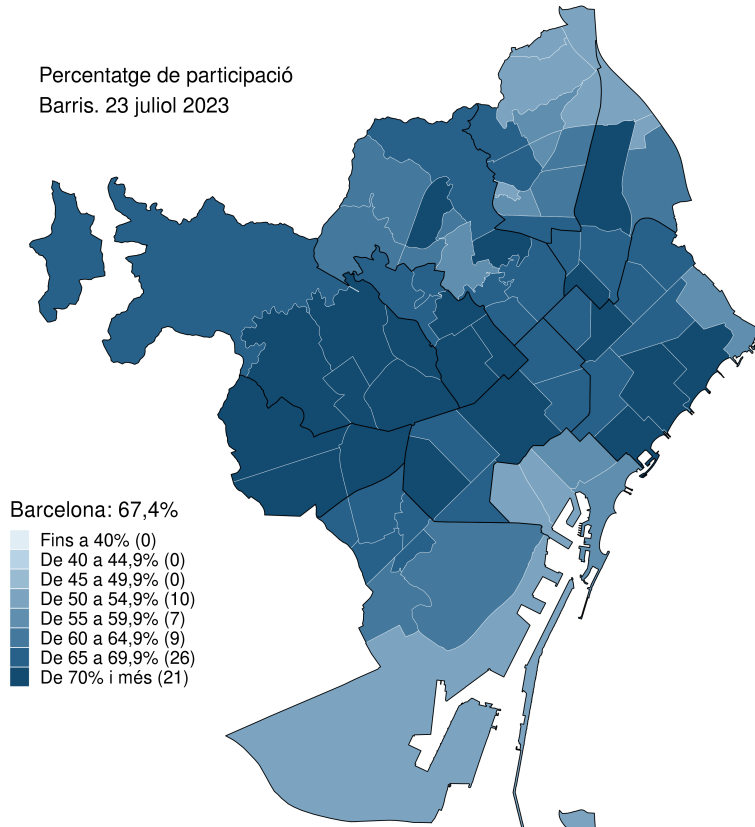 Percentatge de participació
Barris. 23 juliol 2023
Barcelona: 67,4%
Fins a 40% (0)
De 40 a 44,9% (0)
De 45 a 49,9% (0)
De 50 a 54,9% (10)
De 55 a 59,9% (7)
De 60 a 64,9% (9)
De 65 a 69,9% (26)
De 70% i més (21)